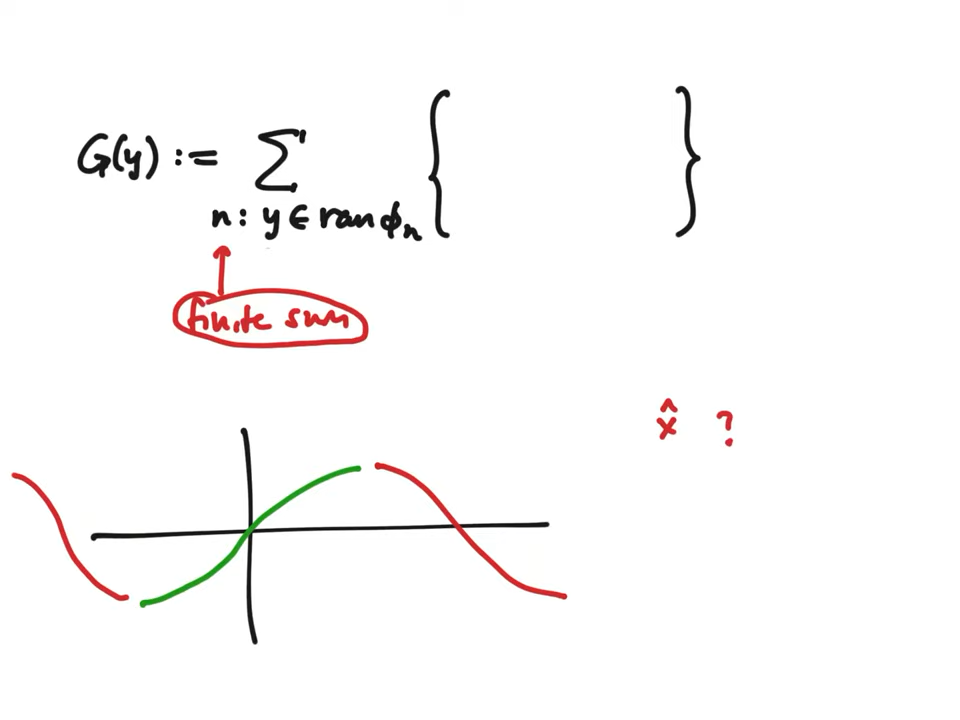 G(y) := Σ { }
n: y ∈ ran ϕn
finite sum
x̂ ?